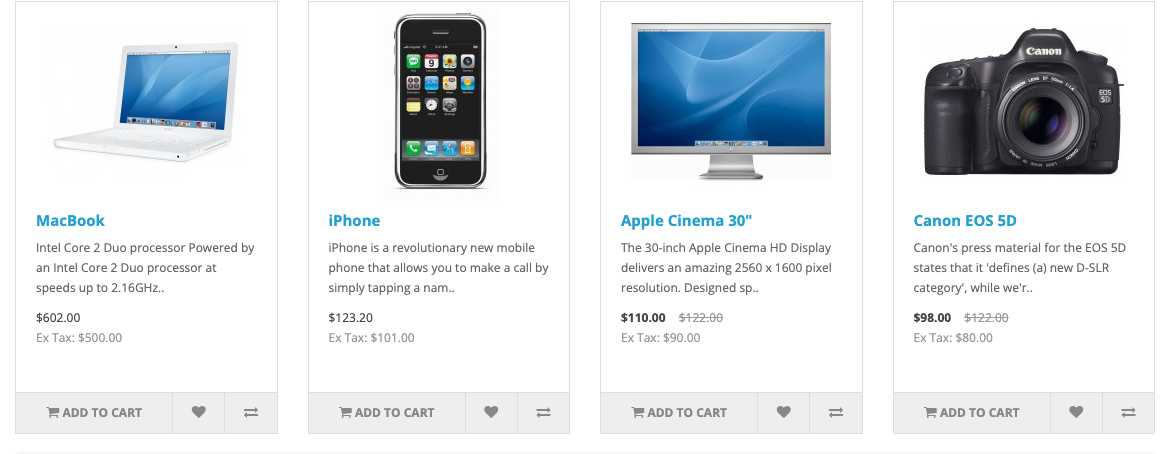 Canon
EOS
5D
MacBook
Intel Core 2 Duo processor Powered by
an Intel Core 2 Duo processor at
speeds up to 2.16GHz..
$602.00
Ex Tax: $500.00
ADD TO CART
iPhone
iPhone is a revolutionary new mobile
phone that allows you to make a call by
simply tapping a nam..
$123.20
Ex Tax: $101.00
ADD TO CART
Apple Cinema 30"
The 30-inch Apple Cinema HD Display
delivers an amazing 2560 x 1600 pixel
resolution. Designed sp..
$110.00 $122.00
Ex Tax: $90.00
ADD TO CART
Canon EOS 5D
Canon's press material for the EOS 5D
states that it 'defines (a) new D-SLR
category', while we'r..
$98.00 $122.00
Ex Tax: $80.00
ADD TO CART